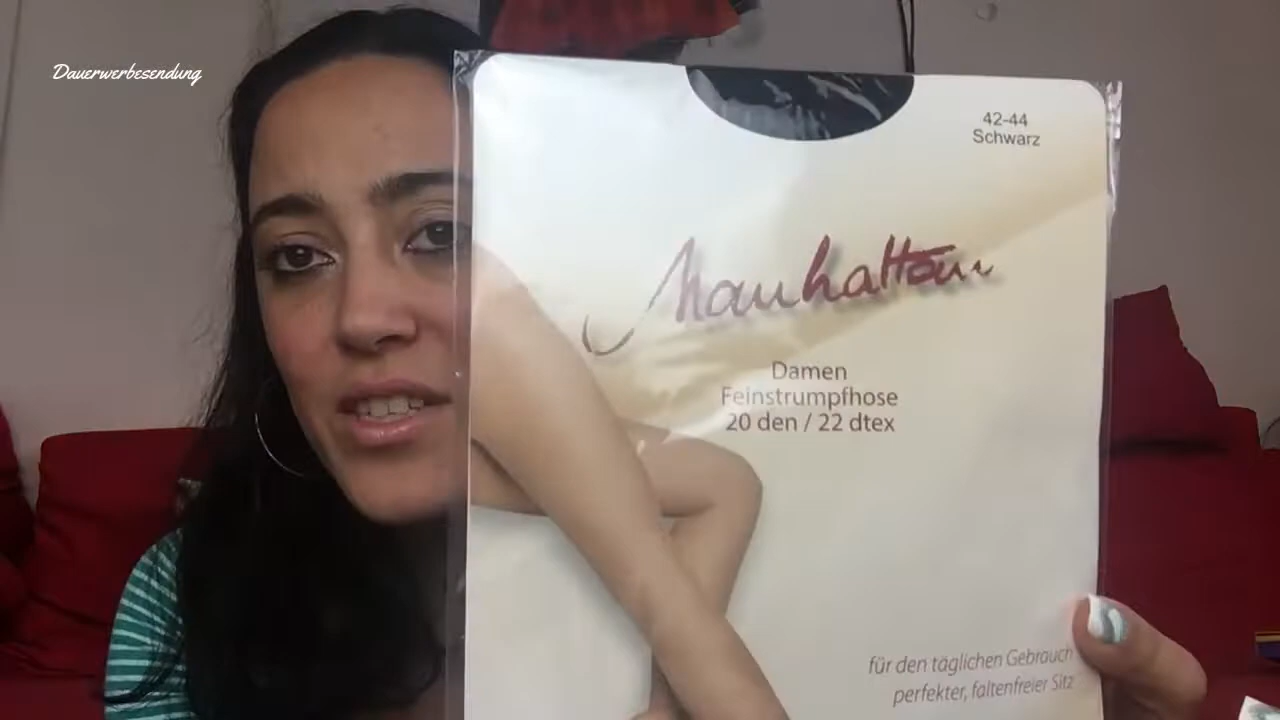 Dauerwerbesendung
42-44
Schwarz
Manhattan
Damen
Feinstrumpfhose
20 den / 22 dtex
für den täglichen Gebrauch
perfekter, faltenfreier Sitz